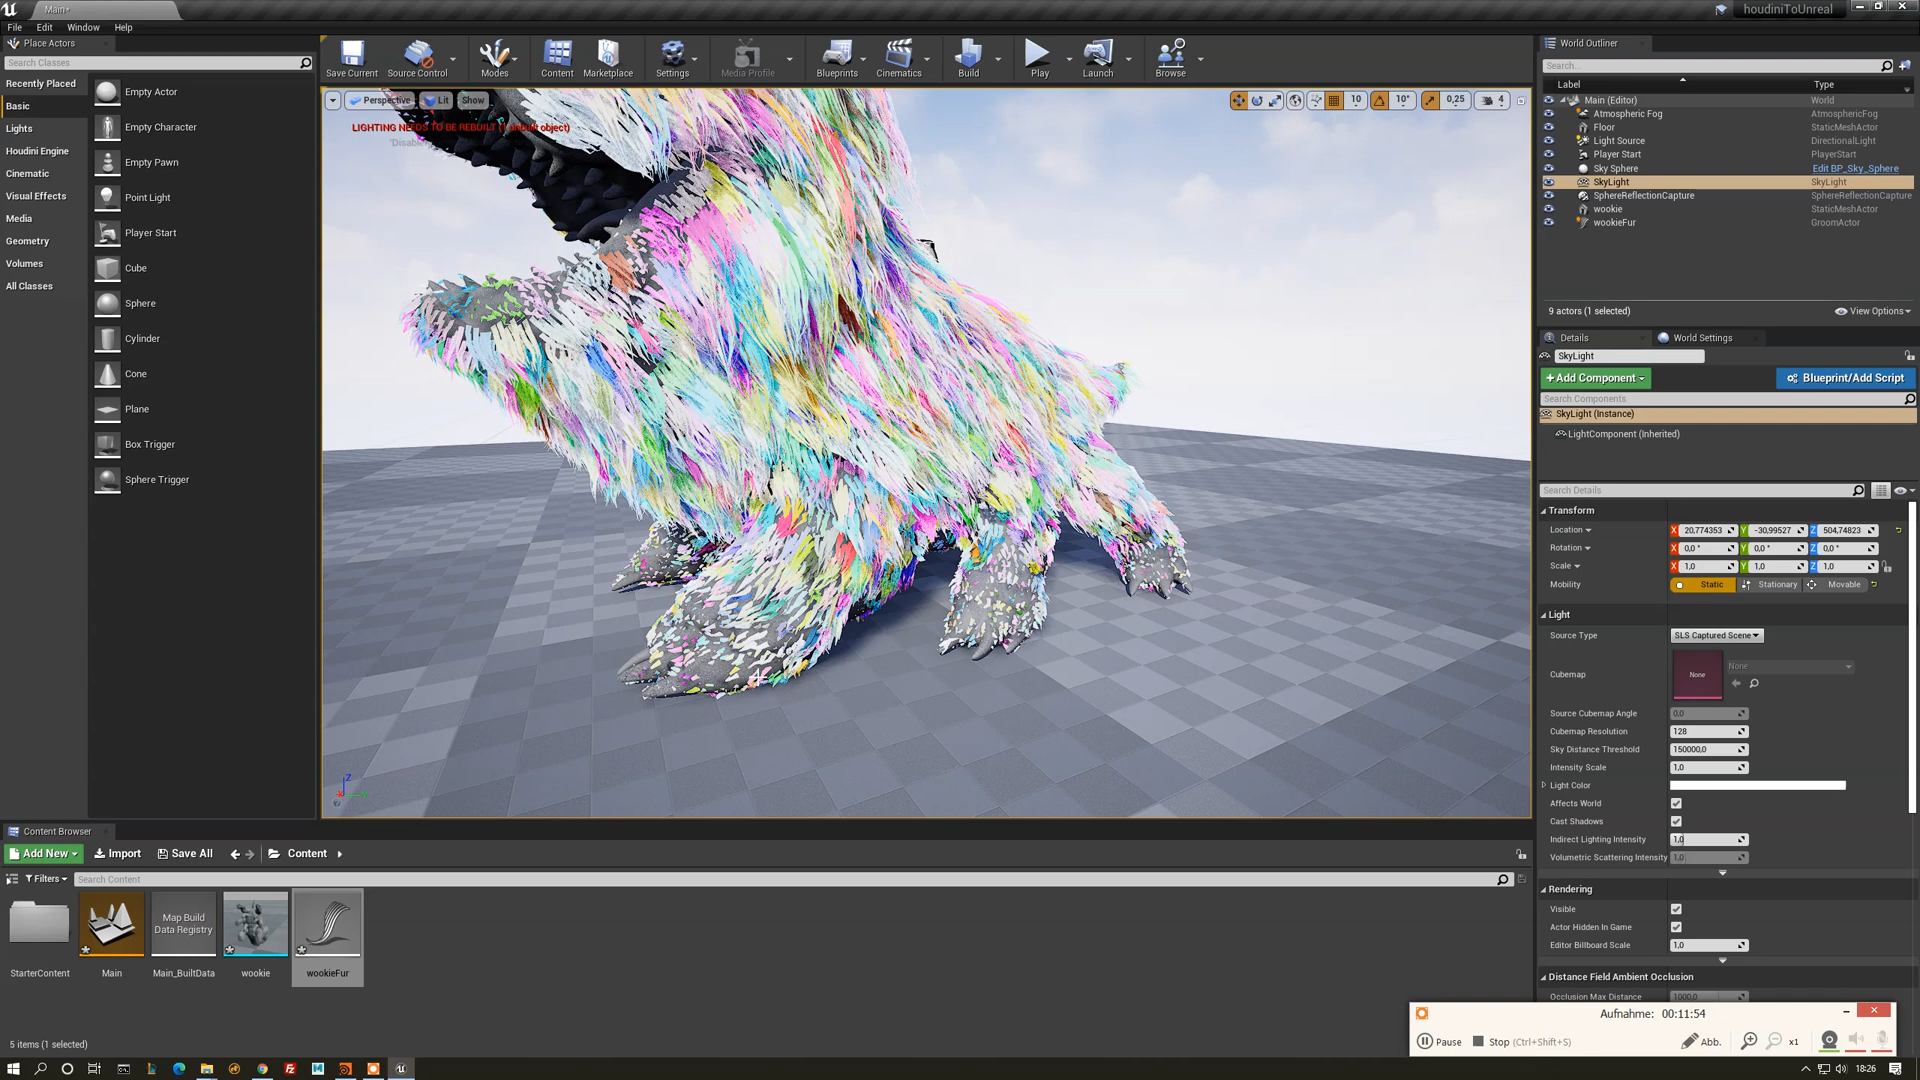 Main*
houdiniToUnreal
File Edit Window Help
Place Actors
Search Classes
Recently Placed
Basic
Lights
Houdini Engine
Cinematic
Visual Effects
Media
Geometry
Volumes
All Classes
Empty Actor
Empty Character
Empty Pawn
Point Light
Player Start
Cube
Sphere
Cylinder
Cone
Plane
Box Trigger
Sphere Trigger
Save Current Source Control Modes Content Marketplace Settings Media Profile Blueprints Cinematics Build Play Launch Browse
Perspective Lit Show
10 10° 0,25 4
LIGHTING NEEDS TO BE REBUILT
World Outliner
Search...
Label Type
Main (Editor) World
Atmospheric Fog AtmosphericFog
Floor StaticMeshActor
Light Source DirectionalLight
Player Start PlayerStart
Sky Sphere Edit BP_Sky_Sphere
SkyLight SkyLight
SphereReflectionCapture SphereReflectionCapture
wookie StaticMeshActor
wookieFur GroomActor
9 actors (1 selected) View Options
Details World Settings
SkyLight
+Add Component Blueprint/Add Script
Search Components
SkyLight (Instance)
LightComponent (Inherited)
Search Details
Transform
Location X 20,774353 Y -30,99527 Z 504,74823
Rotation X 0,0 ° Y 0,0 ° Z 0,0 °
Scale X 1,0 Y 1,0 Z 1,0
Mobility Static Stationary Movable
Light
Source Type SLS Captured Scene
Cubemap None None
Source Cubemap Angle 0,0
Cubemap Resolution 128
Sky Distance Threshold 150000,0
Intensity Scale 1,0
Light Color
Affects World
Cast Shadows
Indirect Lighting Intensity 1,0
Volumetric Scattering Intensity 1,0
Rendering
Visible
Actor Hidden In Game
Editor Billboard Scale 1,0
Distance Field Ambient Occlusion
Occlusion Max Distance 1000,0
Content Browser
Add New Import Save All Content
Filters Search Content
Map Build
Data Registry
StarterContent Main Main_BuiltData wookie wookieFur
5 items (1 selected)
Aufnahme: 00:11:54
Pause Stop (Ctrl+Shift+S) Abb. x1
18:26